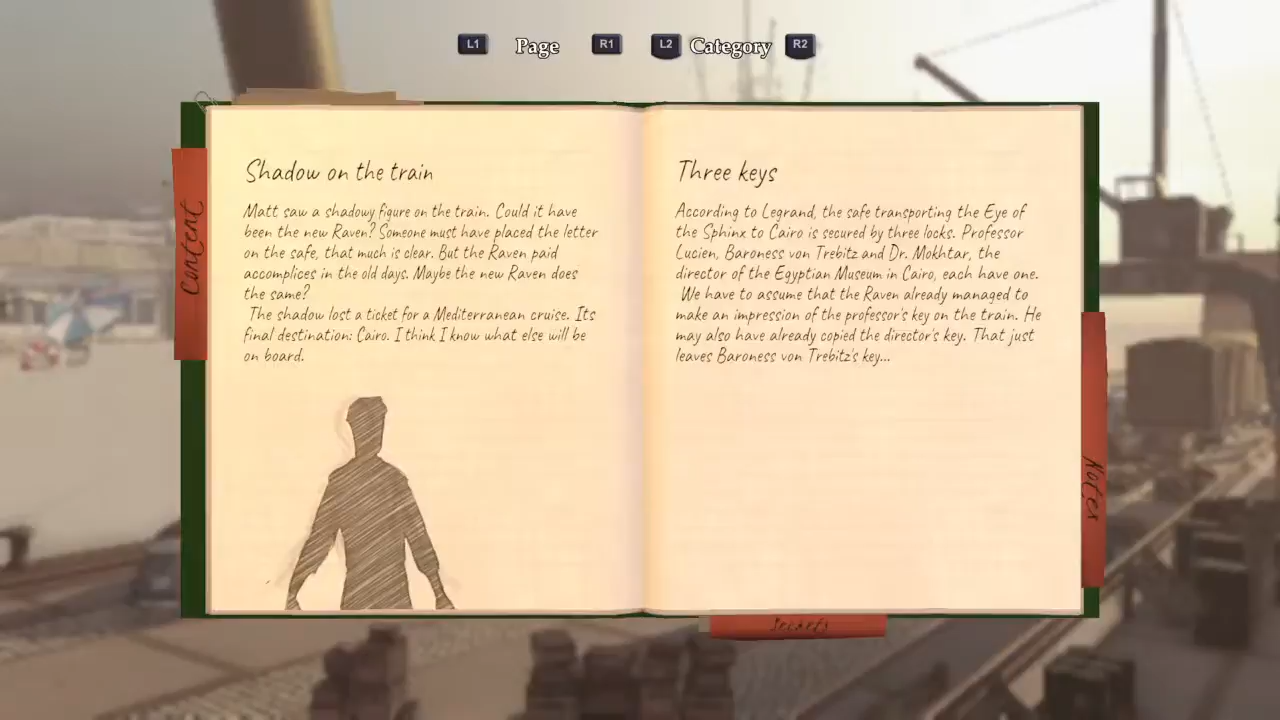 L1 Page R1 L2 Category R2
Content
Shadow on the train
Matt saw a shadowy figure on the train. Could it have
been the new Raven? Someone must have placed the letter
on the safe, that much is clear. But the Raven paid
accomplices in the old days. Maybe the new Raven does
the same?
The shadow lost a ticket for a Mediterranean cruise. Its
final destination: Cairo. I think I know what else will be
on board.
Three keys
According to Legrand, the safe transporting the Eye of
the Sphinx to Cairo is secured by three locks. Professor
Lucien, Baroness von Trebitz and Dr. Mokhtar, the
director of the Egyptian Museum in Cairo, each have one.
We have to assume that the Raven already managed to
make an impression of the professor's key on the train. He
may also have already copied the director's key. That just
leaves Baroness von Trebitz's key...
Notes
Secrets